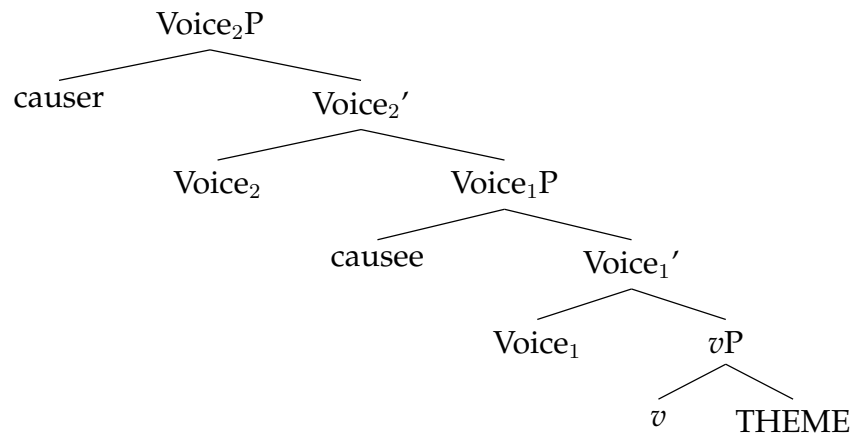 Voice₂P
causer Voice₂'
Voice₂ Voice₁P
causee Voice₁'
Voice₁ vP
v THEME